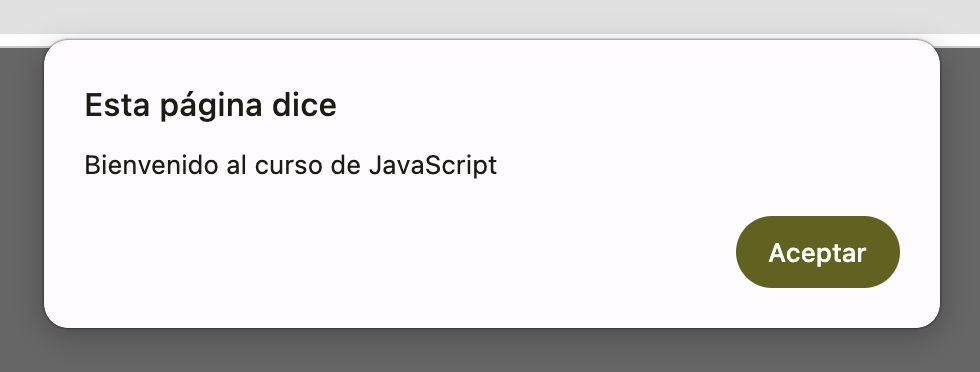 Esta página dice
Bienvenido al curso de JavaScript
Aceptar